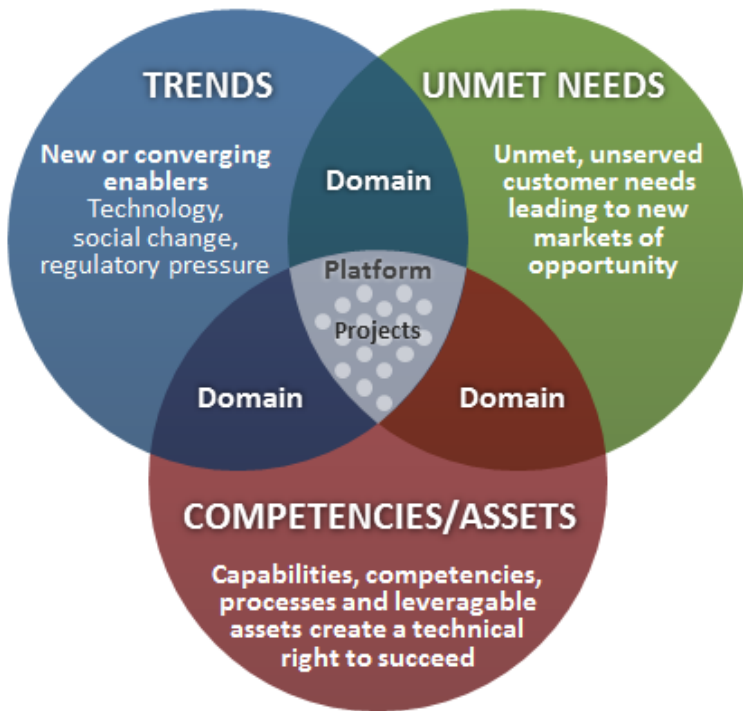 TRENDS
New or converging
enablers
Technology,
social change,
regulatory pressure
UNMET NEEDS
Unmet, unserved
customer needs
leading to new
markets of
opportunity
Domain
Platform
Projects
Domain
Domain
COMPETENCIES/ASSETS
Capabilities, competencies,
processes and leveragable
assets create a technical
right to succeed